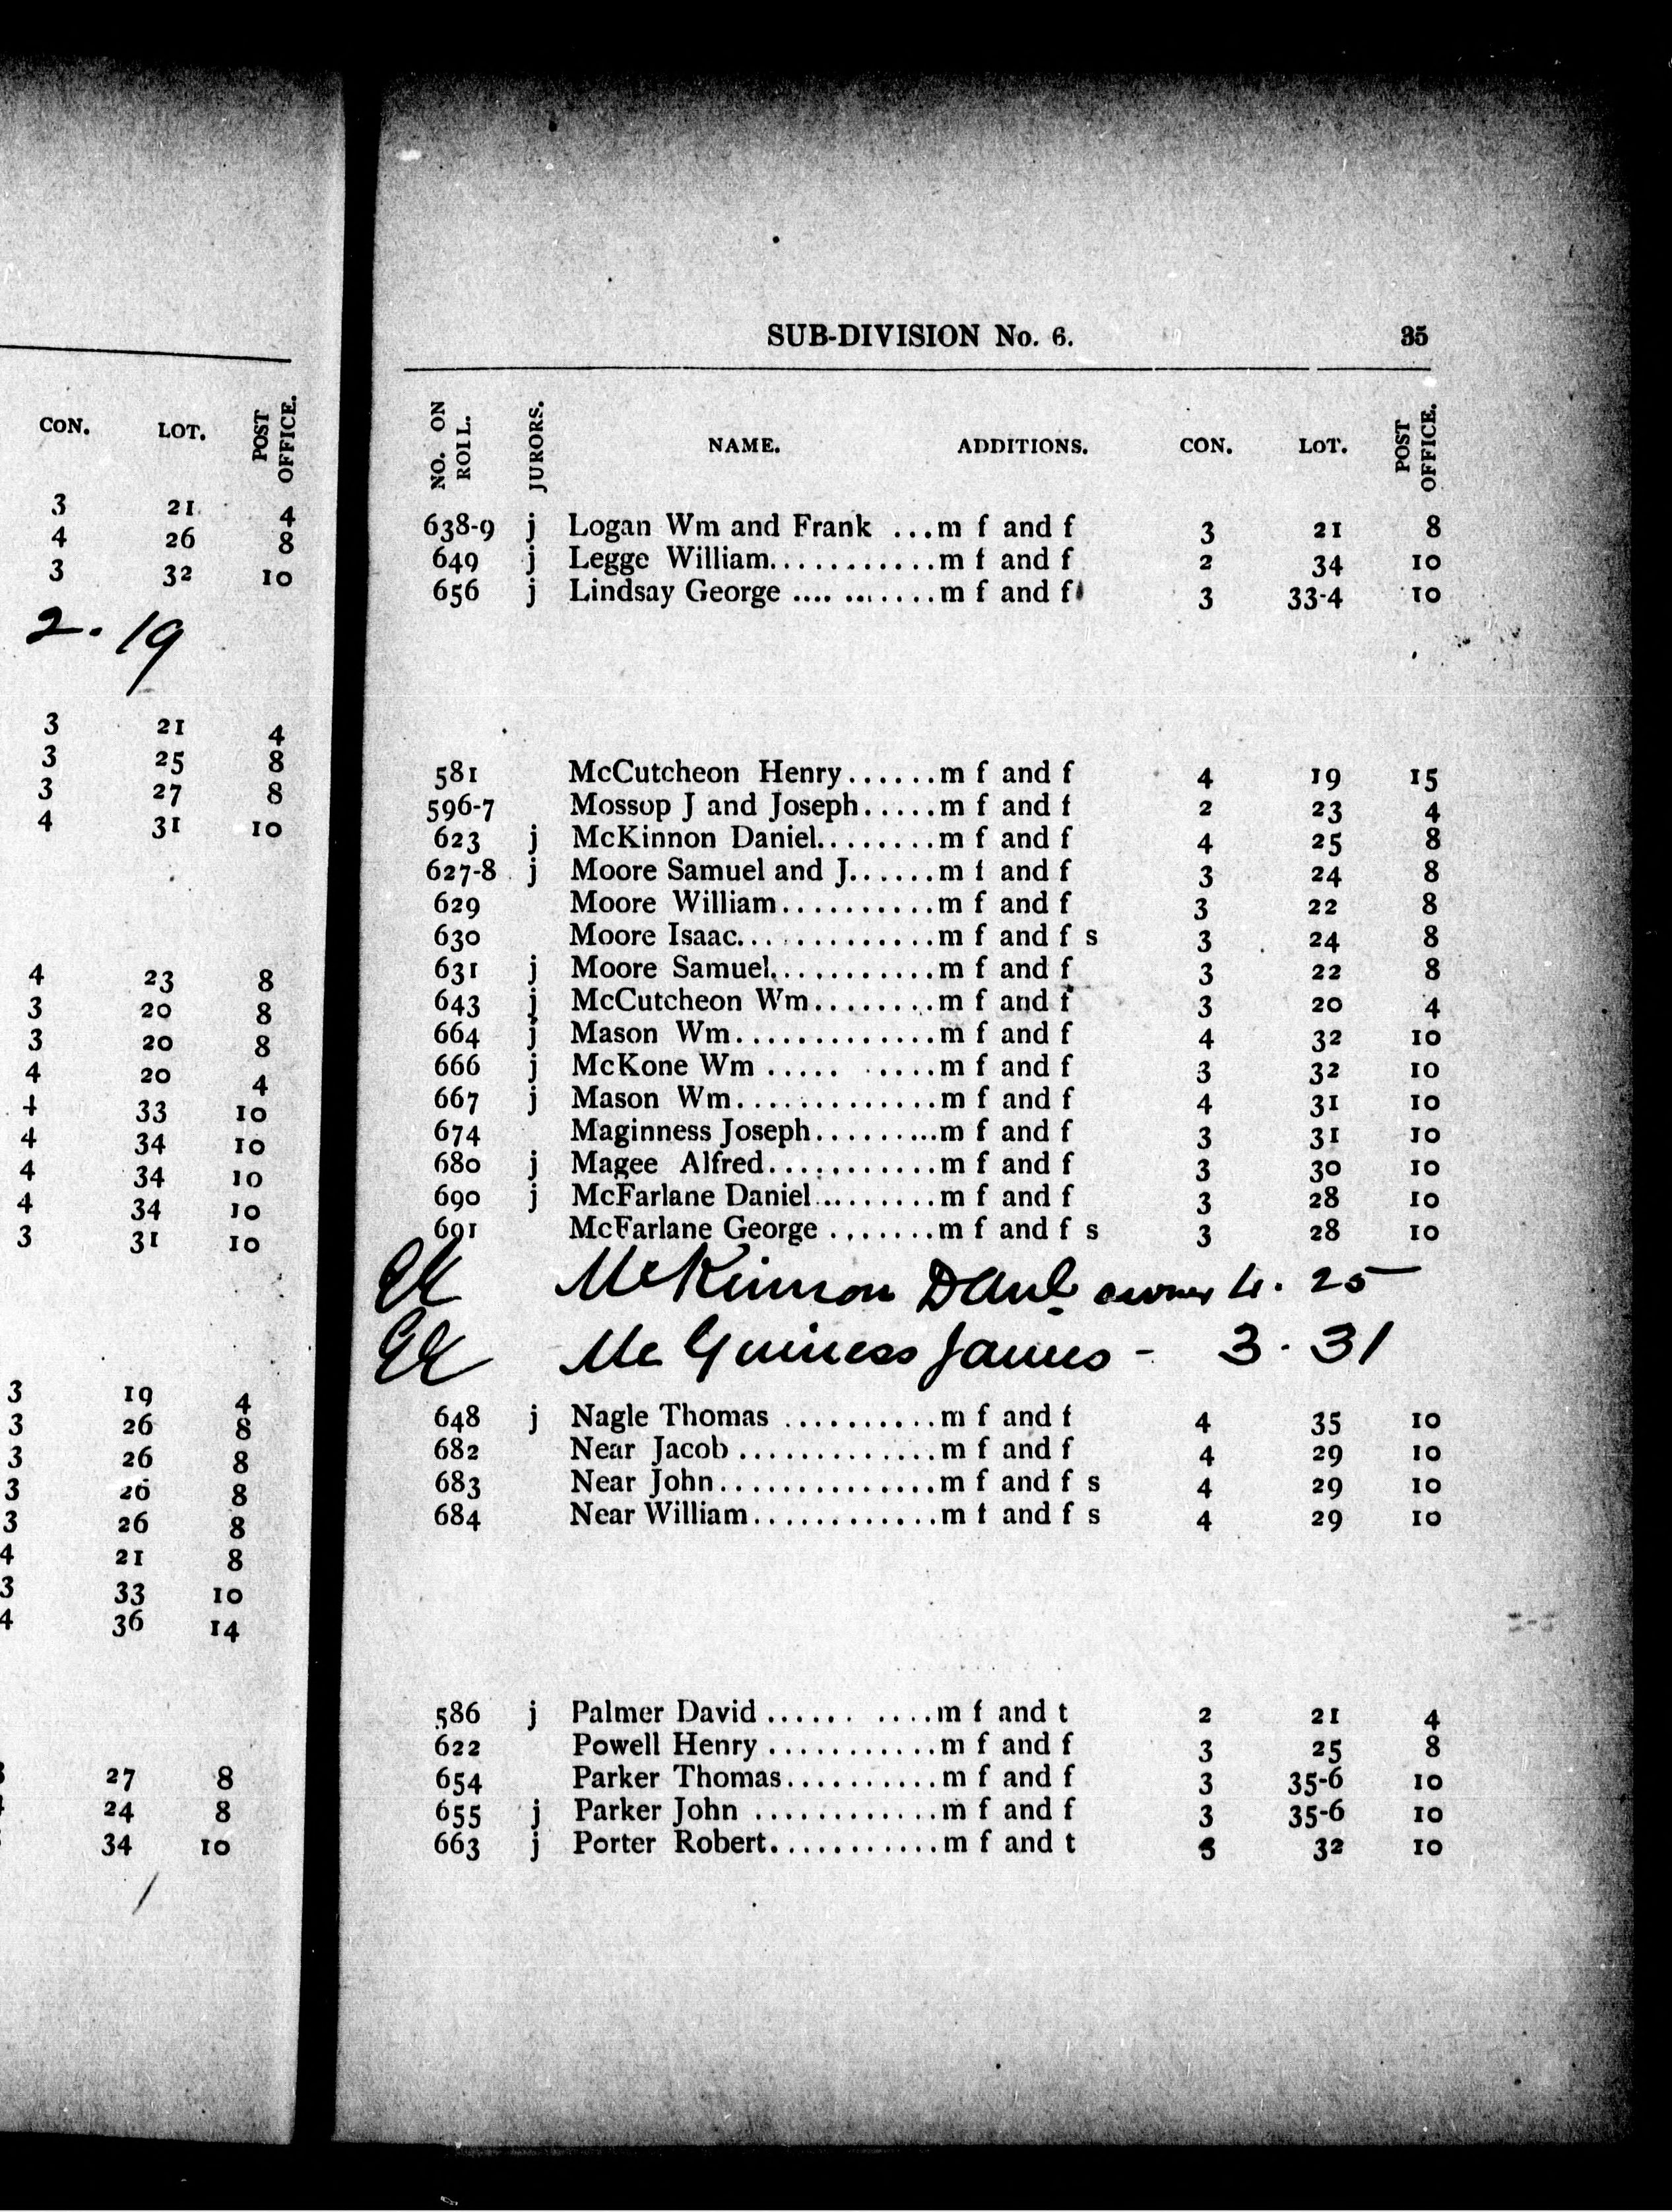 CON. LOT. POST OFFICE.
3 21 4
4 26 8
3 32 10
2. 19
3 21 4
3 25 8
3 27 8
4 31 10
4 23 8
3 20 8
3 20 8
4 20 4
4 33 10
4 34 10
4 34 10
4 34 10
3 31 10
3 19 4
3 26 8
3 26 8
3 26 8
3 26 8
4 21 8
3 33 10
4 36 14
27 8
24 8
34 10
SUB-DIVISION No. 6. 35
NO. ON ROLL. JURORS. NAME. ADDITIONS. CON. LOT. POST OFFICE.
638-9 j Logan Wm and Frank ...m f and f 3 21 8
649 j Legge William...........m f and f 2 34 10
656 j Lindsay George .... .......m f and f 3 33-4 10
581 McCutcheon Henry......m f and f 4 19 15
596-7 Mossop J and Joseph.....m f and f 2 23 4
623 j McKinnon Daniel........m f and f 4 25 8
627-8 j Moore Samuel and J......m f and f 3 24 8
629 Moore William..........m f and f 3 22 8
630 Moore Isaac.............m f and f s 3 24 8
631 j Moore Samuel...........m f and f 3 22 8
643 j McCutcheon Wm........m f and f 3 20 4
664 j Mason Wm.............m f and f 4 32 10
666 j McKone Wm ..... .....m f and f 3 32 10
667 j Mason Wm.............m f and f 4 31 10
674 Maginness Joseph.........m f and f 3 31 10
680 j Magee Alfred...........m f and f 3 30 10
690 j McFarlane Daniel.........m f and f 3 28 10
691 McFarlane George .......m f and f s 3 28 10
McKinnon Danl owner 4. 25
McGuiness James - 3. 31
648 j Nagle Thomas ..........m f and f 4 35 10
682 Near Jacob .............m f and f 4 29 10
683 Near John..............m f and f s 4 29 10
684 Near William............m f and f s 4 29 10
586 j Palmer David ...... ....m f and t 2 21 4
622 Powell Henry ...........m f and f 3 25 8
654 Parker Thomas..........m f and f 3 35-6 10
655 j Parker John ............m f and f 3 35-6 10
663 j Porter Robert...........m f and t 3 32 10